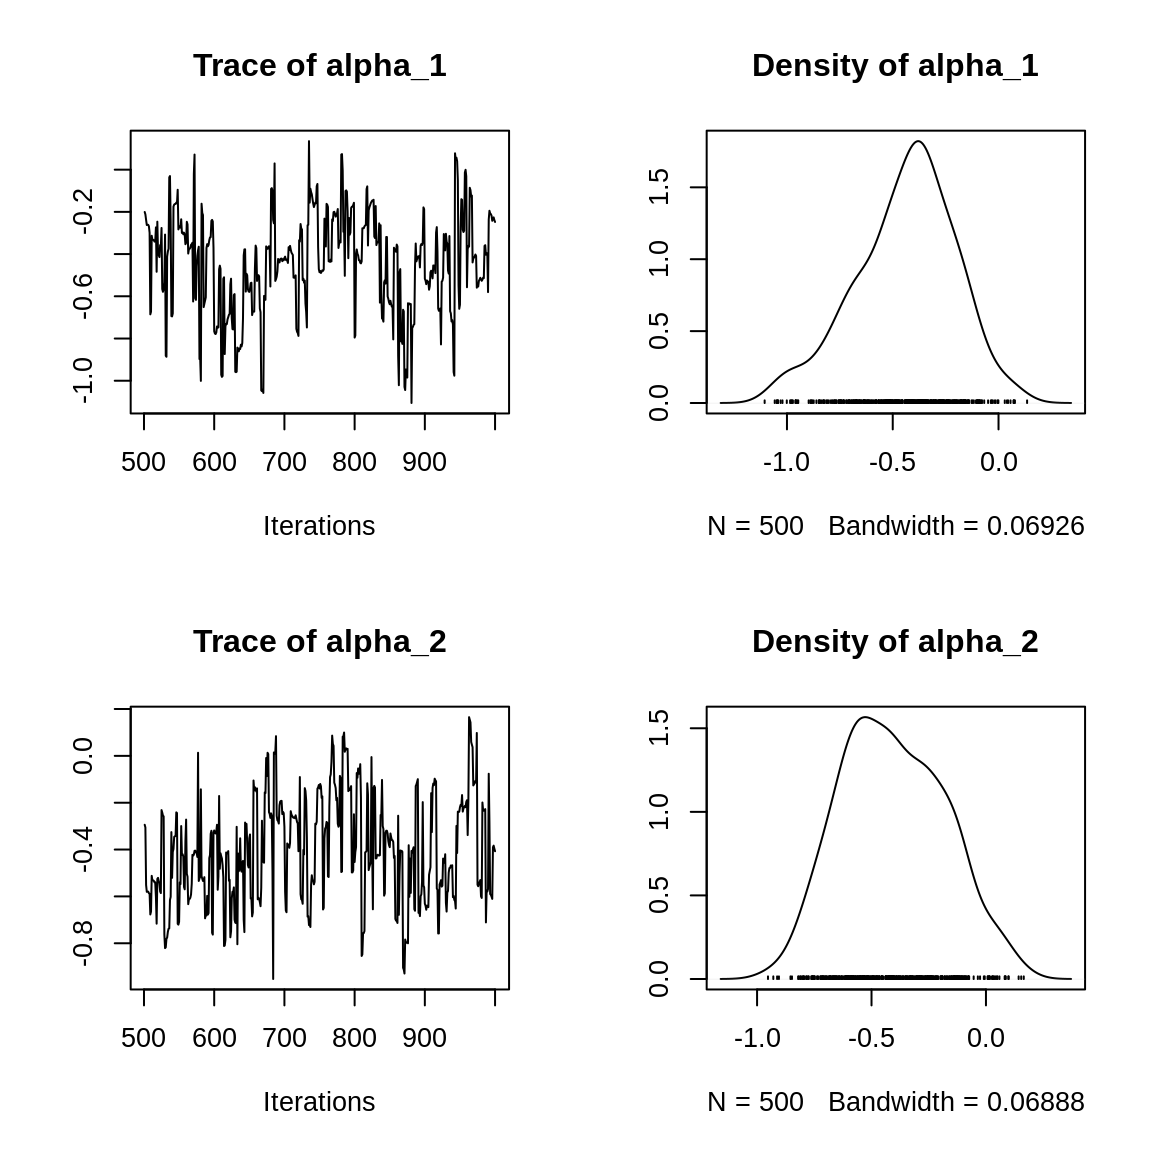 Trace of alpha_1
-0.2
-0.6
-1.0
500 600 700 800 900
Iterations
Density of alpha_1
1.5
1.0
0.5
0.0
-1.0 -0.5 0.0
N = 500 Bandwidth = 0.06926
Trace of alpha_2
0.0
-0.4
-0.8
500 600 700 800 900
Iterations
Density of alpha_2
1.5
1.0
0.5
0.0
-1.0 -0.5 0.0
N = 500 Bandwidth = 0.06888